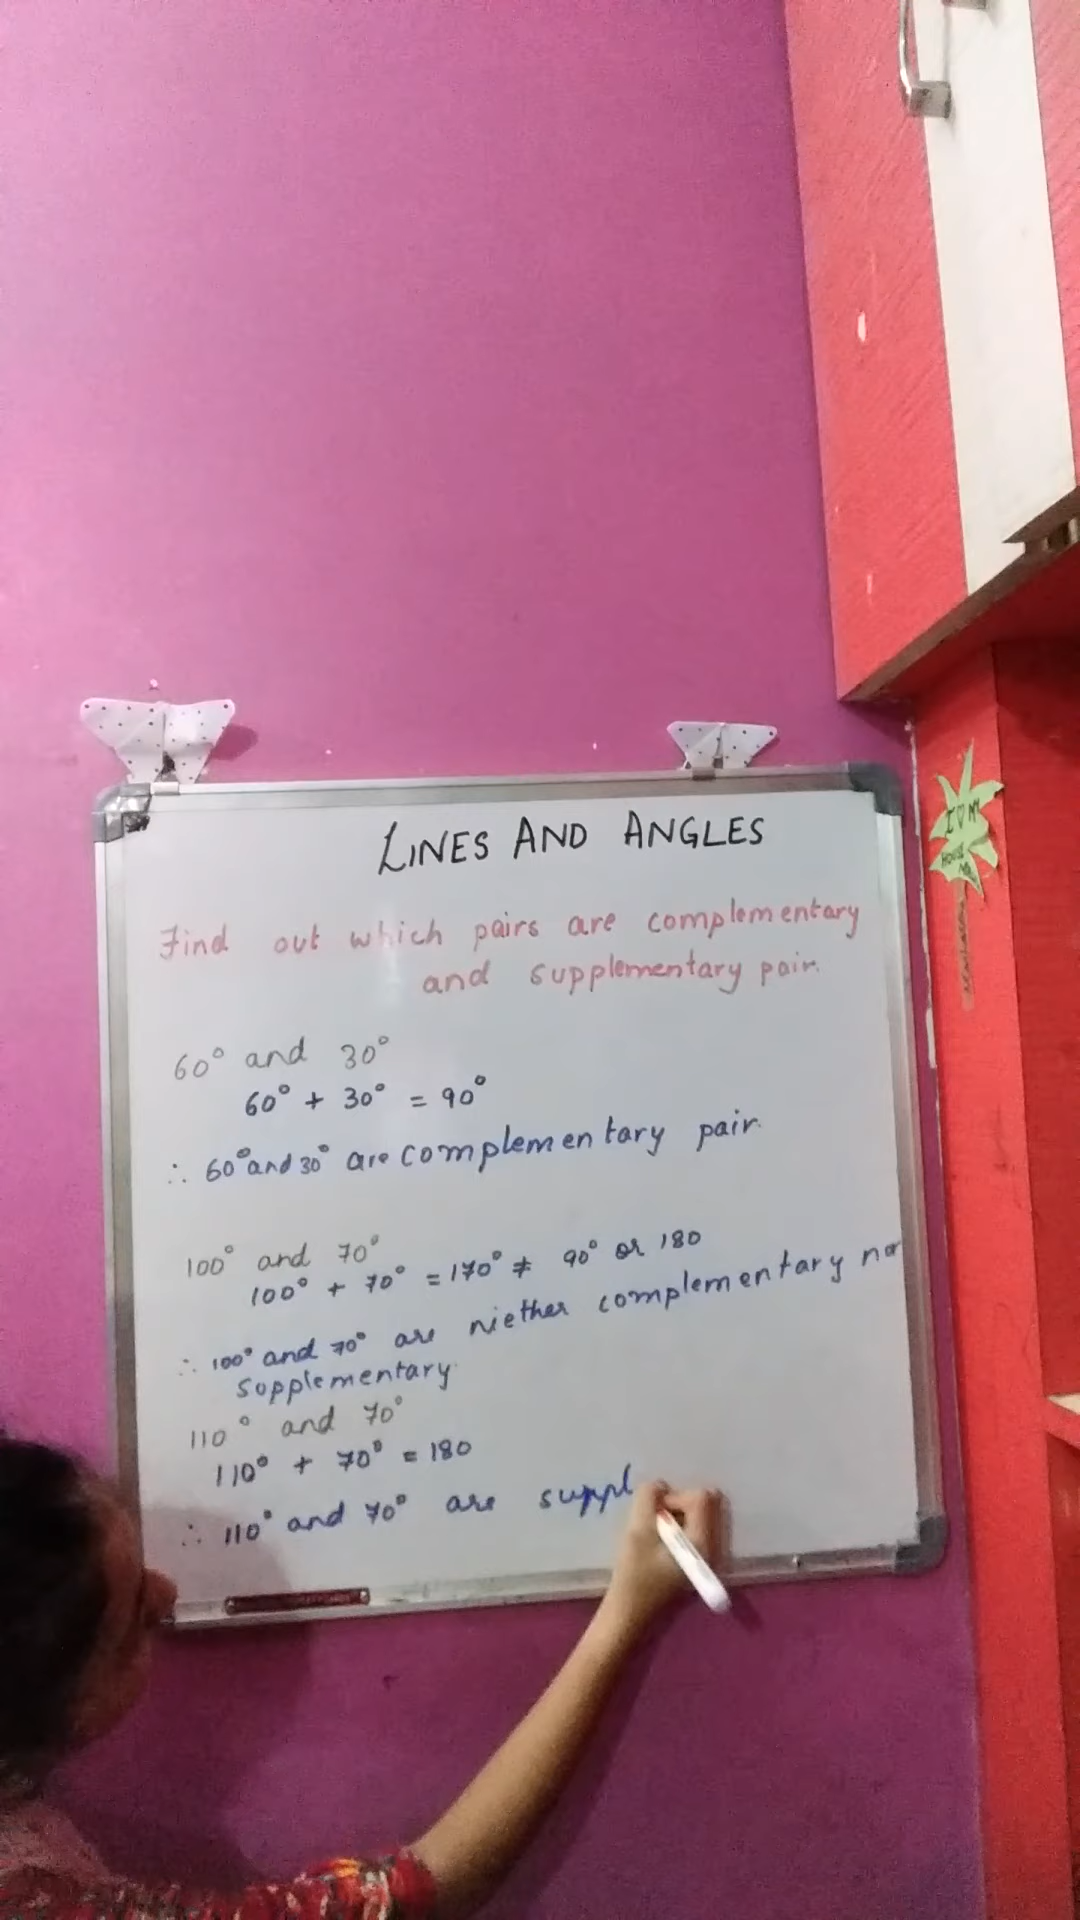 LINES AND ANGLES
Find out which pairs are complementary
and supplementary pair.
60° and 30°
60° + 30° = 90°
∴ 60° and 30° are complementary pair.
100° and 70°
100° + 70° = 170° ≠ 90° or 180
∴ 100° and 70° are niether complementary nor
supplementary.
110° and 70°
110° + 70° = 180
∴ 110° and 70° are suppl
I ♡ MY